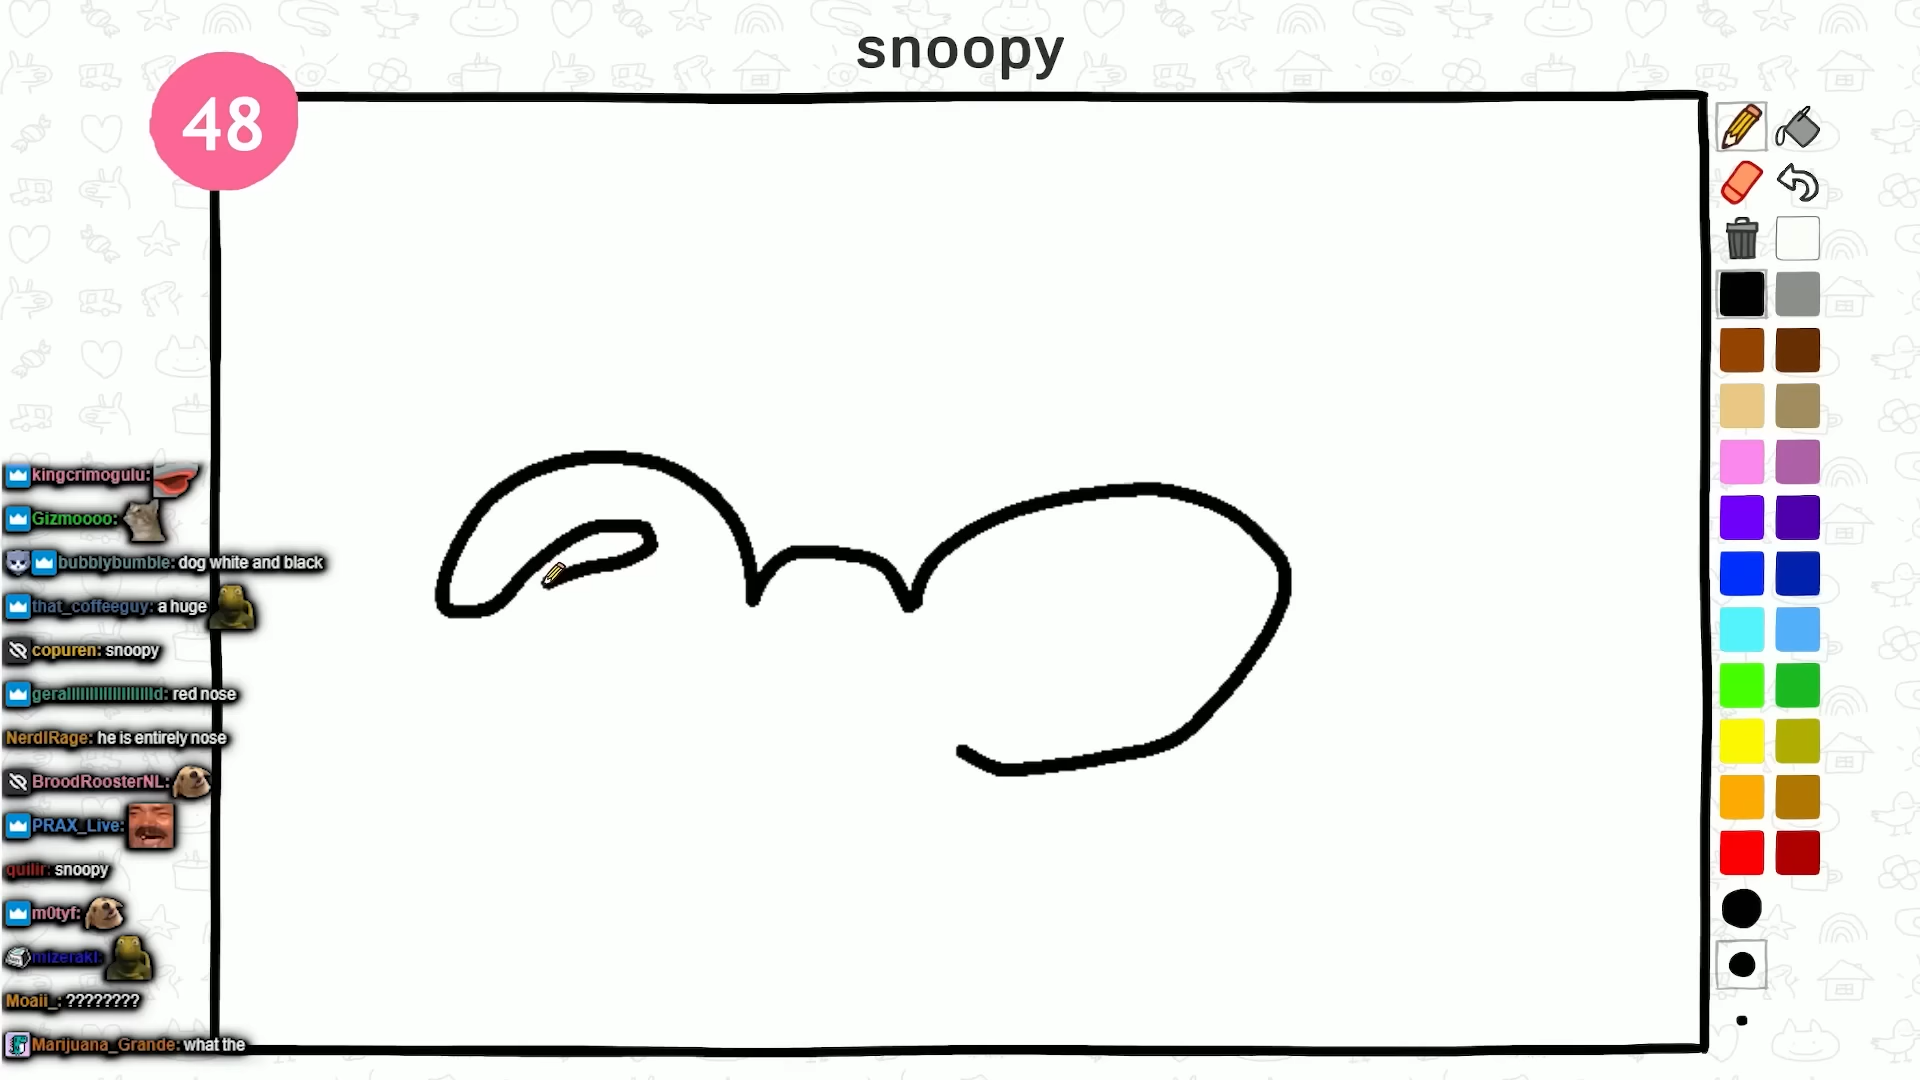 snoopy
48
kingcrimogulu:
Gizmoooo:
bubblybumble: dog white and black
that_coffeeguy: a huge
copuren: snoopy
red nose
NerdIRage: he is entirely nose
BroodRoosterNL:
PRAX_Live:
quilir: snoopy
m0tyf:
mizerakl:
Moaii_: ????????
Marijuana_Grande: what the